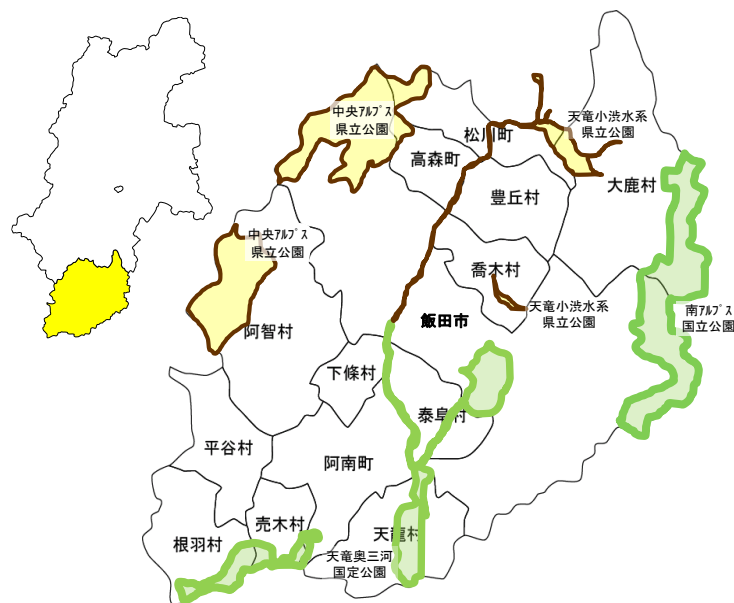 中央ｱﾙﾌﾟｽ
県立公園
天竜小渋水系
県立公園
松川町
高森町
大鹿村
豊丘村
中央ｱﾙﾌﾟｽ
県立公園
喬木村
天竜小渋水系
県立公園
南ｱﾙﾌﾟｽ
国立公園
飯田市
阿智村
下條村
泰阜村
平谷村
阿南町
売木村
天龍村
根羽村
天竜奥三河
国定公園